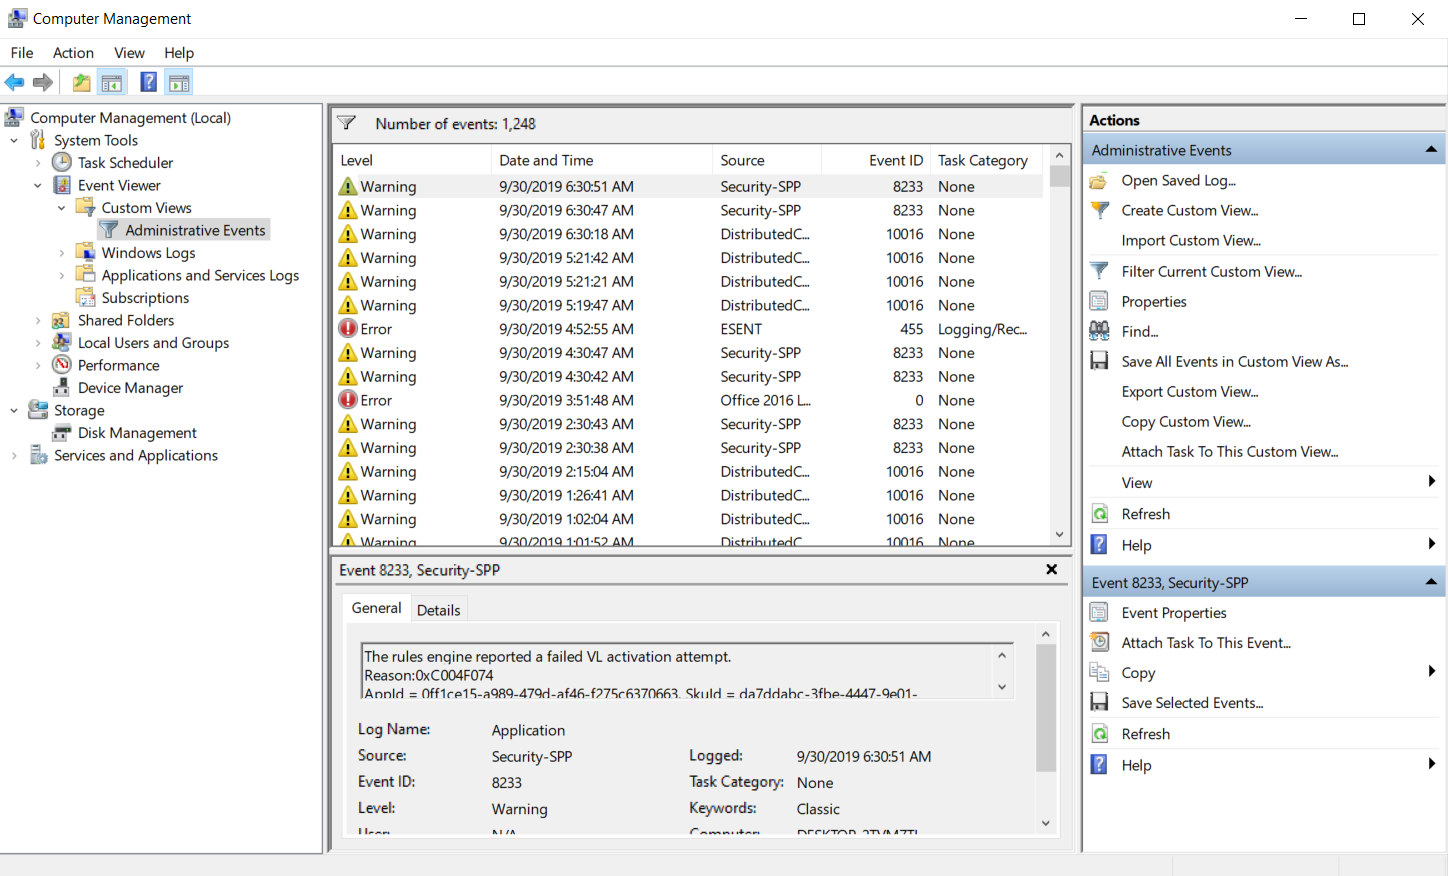 Computer Management
File Action View Help
Computer Management (Local)
System Tools
Task Scheduler
Event Viewer
Custom Views
Administrative Events
Windows Logs
Applications and Services Logs
Subscriptions
Shared Folders
Local Users and Groups
Performance
Device Manager
Storage
Disk Management
Services and Applications
Number of events: 1,248
Level Date and Time Source Event ID Task Category
Warning 9/30/2019 6:30:51 AM Security-SPP 8233 None
Warning 9/30/2019 6:30:47 AM Security-SPP 8233 None
Warning 9/30/2019 6:30:18 AM DistributedC... 10016 None
Warning 9/30/2019 5:21:42 AM DistributedC... 10016 None
Warning 9/30/2019 5:21:21 AM DistributedC... 10016 None
Warning 9/30/2019 5:19:47 AM DistributedC... 10016 None
Error 9/30/2019 4:52:55 AM ESENT 455 Logging/Rec...
Warning 9/30/2019 4:30:47 AM Security-SPP 8233 None
Warning 9/30/2019 4:30:42 AM Security-SPP 8233 None
Error 9/30/2019 3:51:48 AM Office 2016 L... 0 None
Warning 9/30/2019 2:30:43 AM Security-SPP 8233 None
Warning 9/30/2019 2:30:38 AM Security-SPP 8233 None
Warning 9/30/2019 2:15:04 AM DistributedC... 10016 None
Warning 9/30/2019 1:26:41 AM DistributedC... 10016 None
Warning 9/30/2019 1:02:04 AM DistributedC... 10016 None
Warning 9/30/2019 1:01:52 AM DistributedC... 10016 None
Event 8233, Security-SPP
General Details
The rules engine reported a failed VL activation attempt.
Reason:0xC004F074
AppId = 0ff1ce15-a989-479d-af46-f275c6370663, SkuId = da7ddabc-3fbe-4447-9e01-
Log Name: Application
Source: Security-SPP Logged: 9/30/2019 6:30:51 AM
Event ID: 8233 Task Category: None
Level: Warning Keywords: Classic
User: N/A Computer:
Actions
Administrative Events
Open Saved Log...
Create Custom View...
Import Custom View...
Filter Current Custom View...
Properties
Find...
Save All Events in Custom View As...
Export Custom View...
Copy Custom View...
Attach Task To This Custom View...
View
Refresh
Help
Event 8233, Security-SPP
Event Properties
Attach Task To This Event...
Copy
Save Selected Events...
Refresh
Help